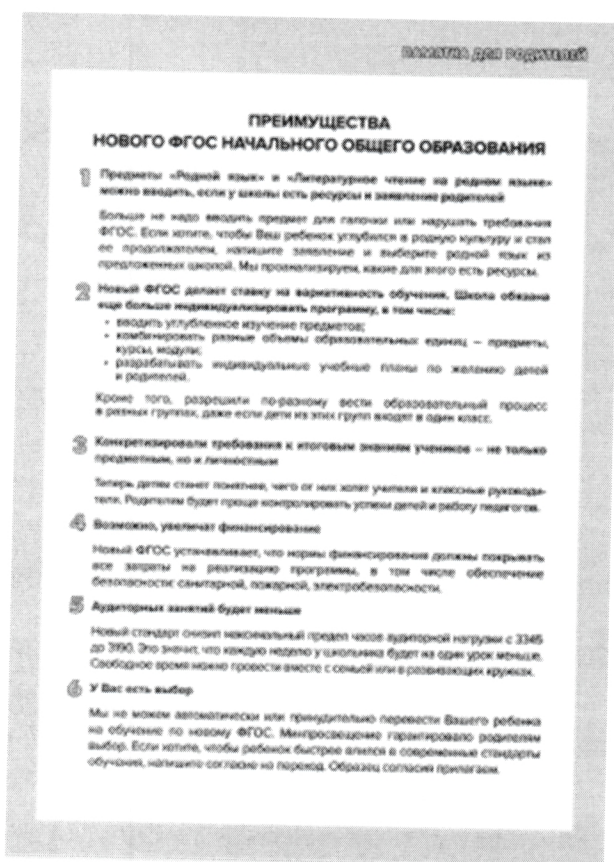 ПАМЯТКА ДЛЯ РОДИТЕЛЕЙ
ПРЕИМУЩЕСТВА
НОВОГО ФГОС НАЧАЛЬНОГО ОБЩЕГО ОБРАЗОВАНИЯ
1 Предметы «Родной язык» и «Литературное чтение на родном языке»
можно вводить, если у школы есть ресурсы и заявление родителей
Больше не надо вводить предмет для галочки или нарушать требования
ФГОС. Если хотите, чтобы Ваш ребенок углубился в родную культуру и стал
ее продолжателем, напишите заявление и выберите родной язык из
предложенных школой. Мы проанализируем, какие для этого есть ресурсы.
2 Новый ФГОС делает ставку на вариативность обучения. Школа обязана
еще больше индивидуализировать программу, в том числе:
• вводить углубленное изучение предметов;
• комбинировать разные объемы образовательных единиц – предметы,
курсы, модули;
• разрабатывать индивидуальные учебные планы по желанию детей
и родителей.
Кроме того, разрешили по-разному вести образовательный процесс
в разных группах, даже если дети из этих групп входят в один класс.
3 Конкретизировали требования к итоговым знаниям учеников – не только
предметным, но и личностным
Теперь детям станет понятнее, чего от них хотят учителя и классные руководи-
тели. Родителям будет проще контролировать успехи детей и работу педагогов.
4 Возможно, увеличат финансирование
Новый ФГОС устанавливает, что нормы финансирования должны покрывать
все затраты на реализацию программы, в том числе обеспечение
безопасности: санитарной, пожарной, электробезопасности.
5 Аудиторных занятий будет меньше
Новый стандарт снизил максимальный предел часов аудиторной нагрузки с 3345
до 3190. Это значит, что каждую неделю у школьника будет на один урок меньше.
Свободное время можно провести вместе с семьей или в развивающих кружках.
6 У Вас есть выбор
Мы не можем автоматически или принудительно перевести Вашего ребенка
на обучение по новому ФГОС. Минпросвещение гарантировало родителям
выбор. Если хотите, чтобы ребенок быстрее влился в современные стандарты
обучения, напишите согласие на переход. Образец согласия прилагаем.